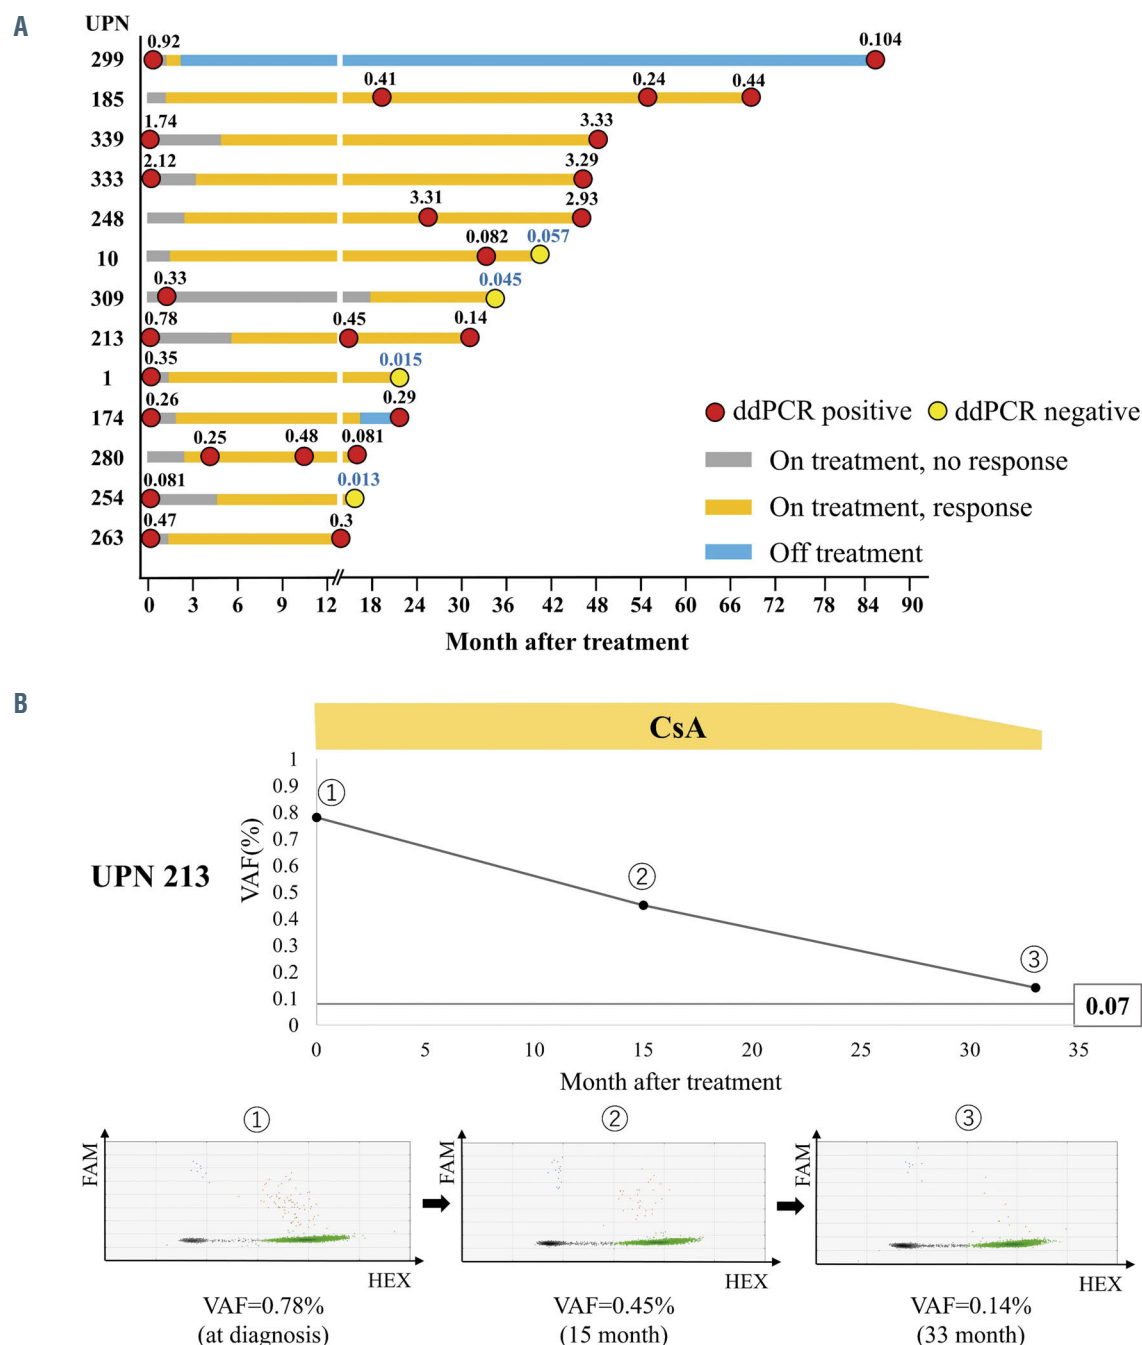 A
UPN
299 0.92 0.104
185 0.41 0.24 0.44
339 1.74 3.33
333 2.12 3.29
248 3.31 2.93
10 0.082 0.057
309 0.33 0.045
213 0.78 0.45 0.14
1 0.35 0.015
174 0.26 0.29
280 0.25 0.48 0.081
254 0.081 0.013
263 0.47 0.3
ddPCR positive ddPCR negative
On treatment, no response
On treatment, response
Off treatment
0 3 6 9 12 18 24 30 36 42 48 54 60 66 72 78 84 90
Month after treatment
B
CsA
UPN 213
VAF(%)
1
0.9
0.8
0.7
0.6
0.5
0.4
0.3
0.2
0.1
0
① ② ③
0.07
0 5 10 15 20 25 30 35
Month after treatment
① ② ③
FAM FAM FAM
HEX HEX HEX
VAF=0.78% VAF=0.45% VAF=0.14%
(at diagnosis) (15 month) (33 month)